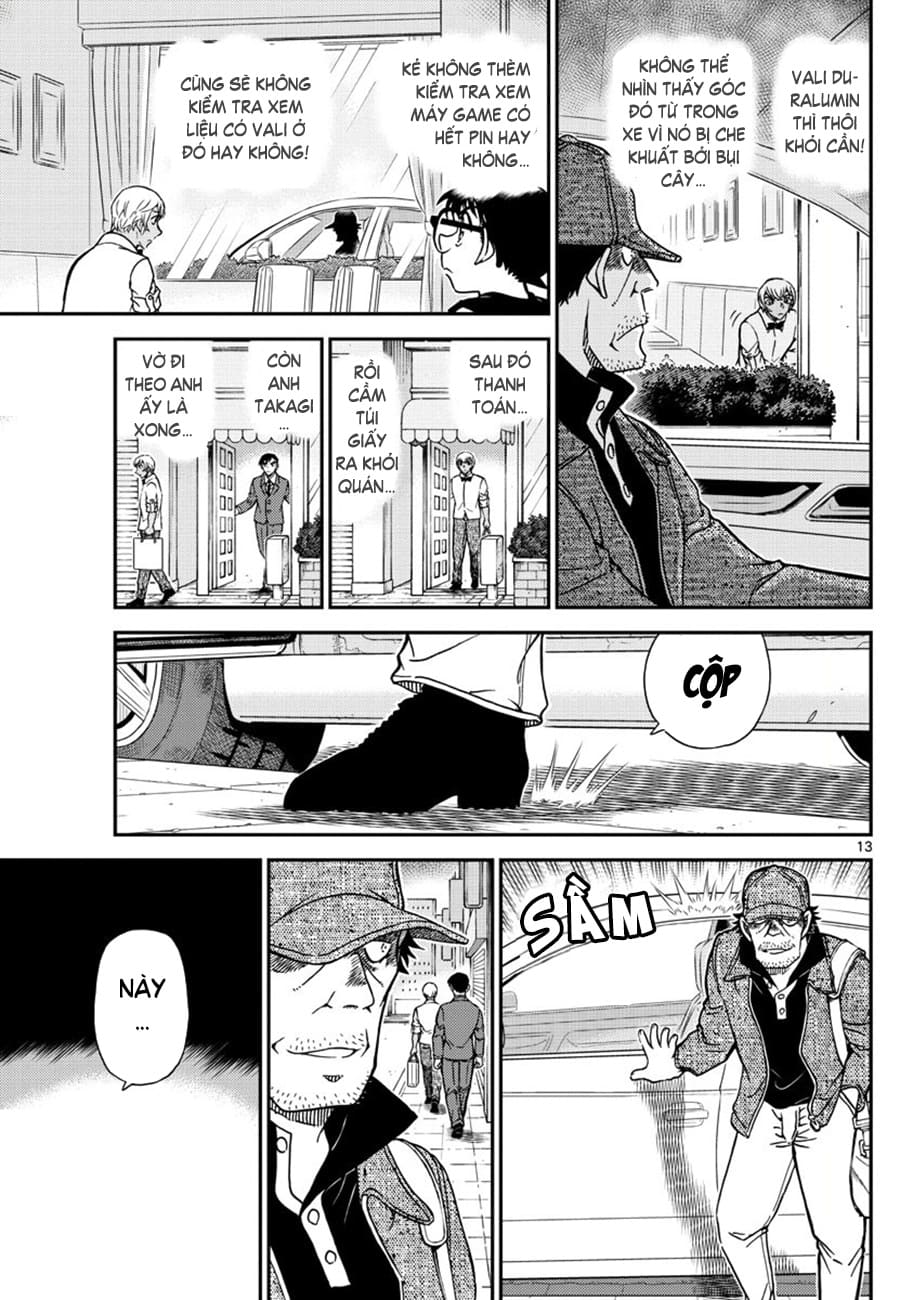 VALI DU-
RALUMIN
THÌ THÔI
KHỎI CẦN!
KHÔNG THỂ
NHÌN THẤY GÓC
ĐÓ TỪ TRONG
XE VÌ NÓ BỊ CHE
KHUẤT BỞI BỤI
CÂY...
KẺ KHÔNG THÈM
KIỂM TRA XEM
MÁY GAME CÓ
HẾT PIN HAY
KHÔNG...
CŨNG SẼ KHÔNG
KIỂM TRA XEM
LIỆU CÓ VALI Ở
ĐÓ HAY KHÔNG!
SAU ĐÓ
THANH
TOÁN...
RỒI
CẦM
TÚI
GIẤY
RA KHỎI
QUÁN...
CÒN
ANH
TAKAGI
...
VỜ ĐI
THEO ANH
ẤY LÀ
XONG...
CỘP
13
SẦM
NÀY
...